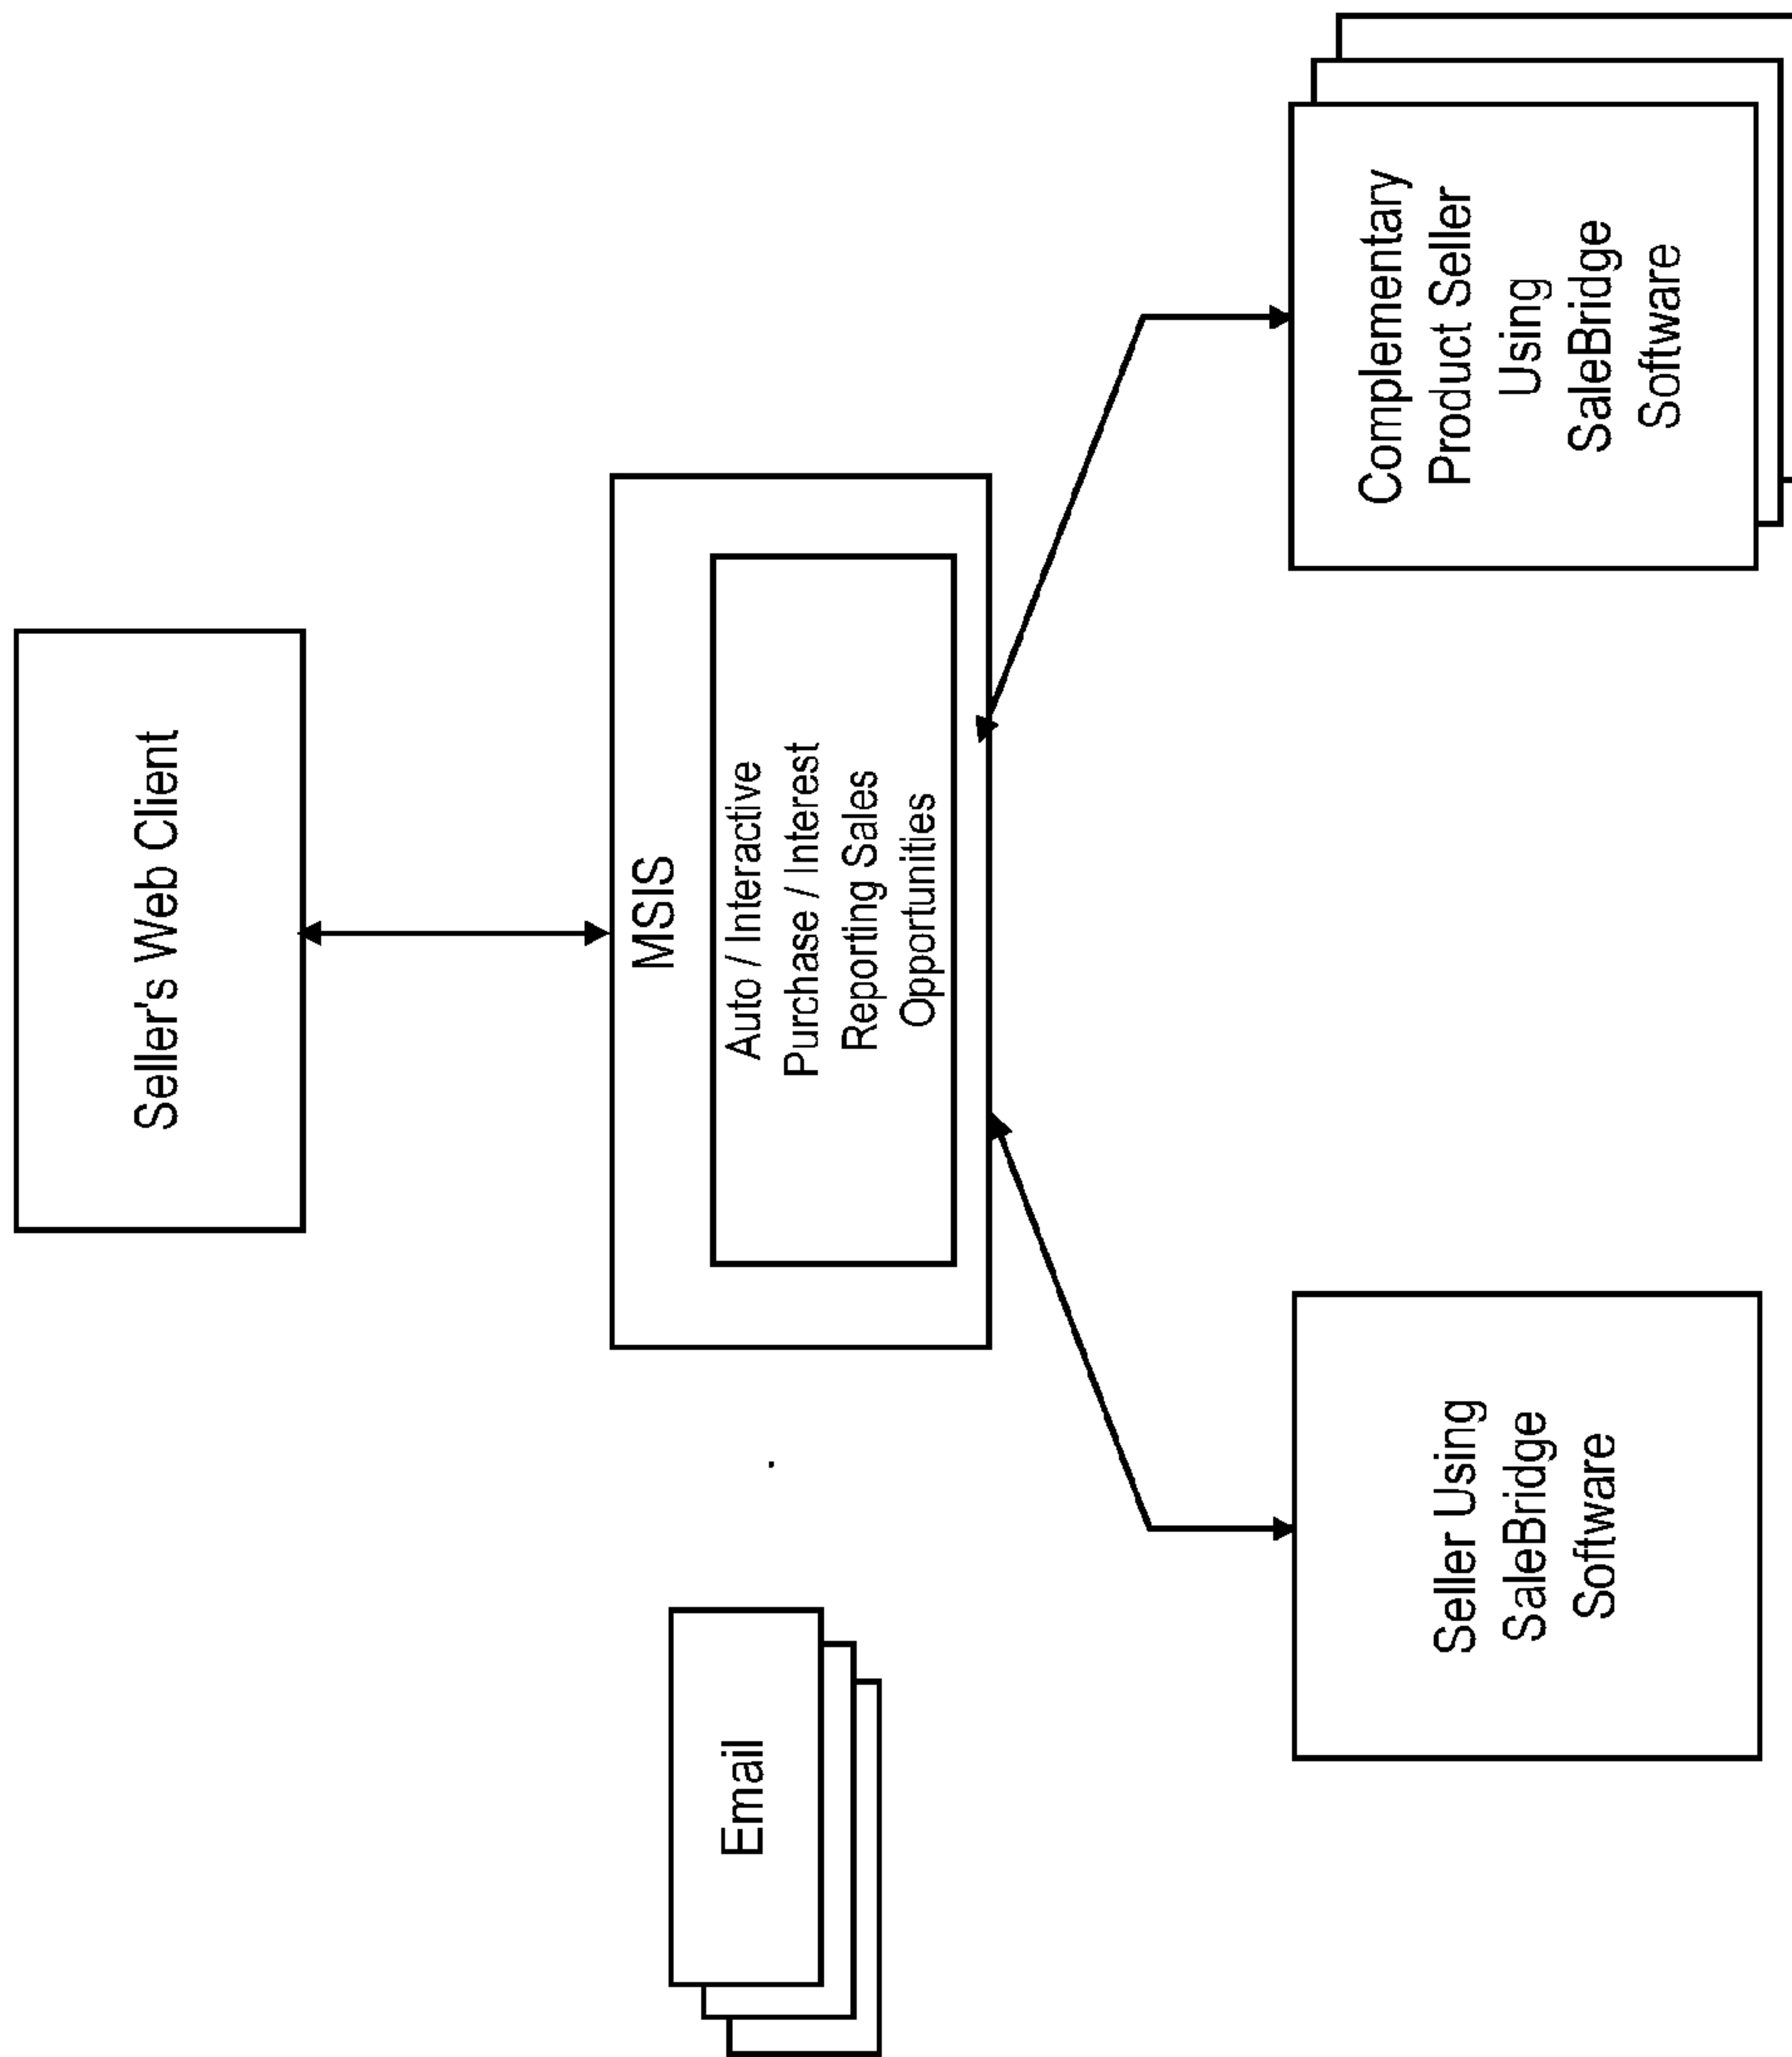 Seller's Web Client
MSIS
Auto / Interactive
Purchase / Interest
Reporting Sales
Opportunities
Email
Seller Using
SaleBridge
Software
Complementary
Product Seller
Using
SaleBridge
Software